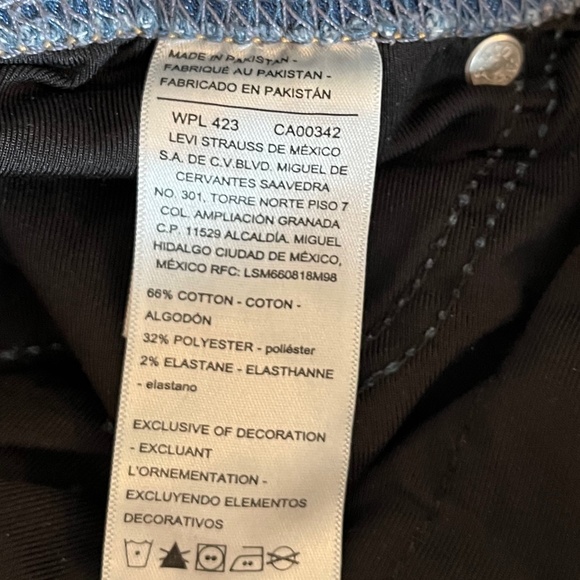 MADE IN PAKISTAN -
FABRIQUÉ AU PAKISTAN -
FABRICADO EN PAKISTÁN
WPL 423 CA00342
LEVI STRAUSS DE MÉXICO
S.A. DE C.V.BLVD. MIGUEL DE
CERVANTES SAAVEDRA
NO. 301, TORRE NORTE PISO 7
COL. AMPLIACIÓN GRANADA
C.P. 11529 ALCALDÍA. MIGUEL
HIDALGO CIUDAD DE MÉXICO,
MÉXICO RFC: LSM660818M98
66% COTTON - COTON -
ALGODÓN
32% POLYESTER - poliéster
2% ELASTANE - ELASTHANNE
- elastano
EXCLUSIVE OF DECORATION
- EXCLUANT
L'ORNEMENTATION -
EXCLUYENDO ELEMENTOS
DECORATIVOS